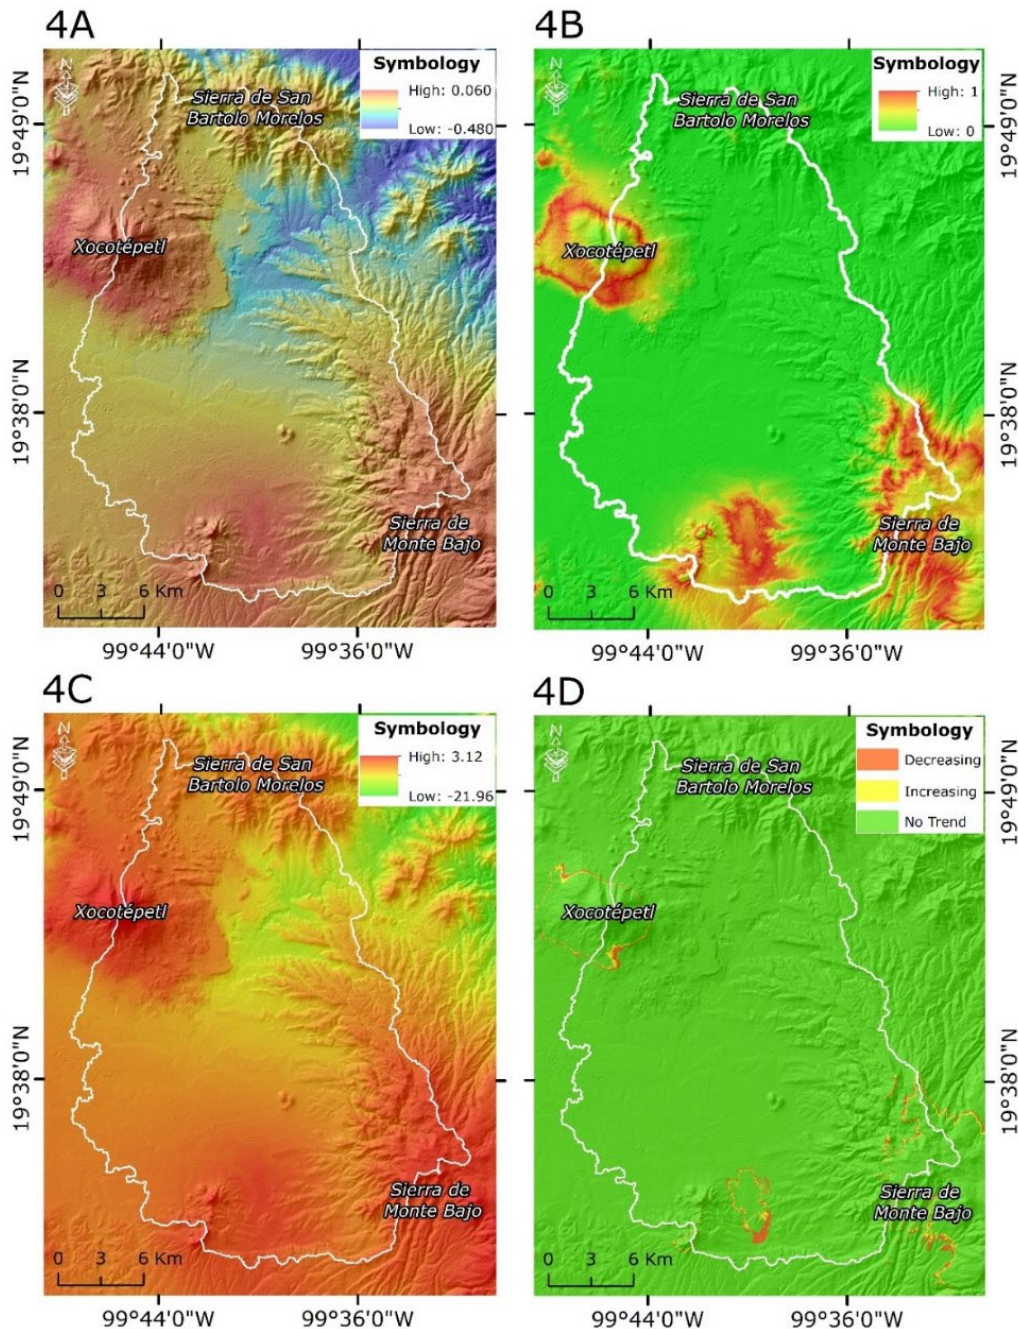 4A
4B
N
Sierra de San
Bartolo Morelos
Symbology
High: 0.060
Low: -0.480
Xocotépetl
Sierra de
Monte Bajo
0 3 6 Km
19°49'0"N
19°38'0"N
99°44'0"W
99°36'0"W
N
Sierra de San
Bartolo Morelos
Symbology
High: 1
Low: 0
Xocotépetl
Sierra de
Monte Bajo
0 3 6 Km
19°49'0"N
19°38'0"N
99°44'0"W
99°36'0"W
4C
4D
N
Sierra de San
Bartolo Morelos
Symbology
High: 3.12
Low: -21.96
Xocotépetl
Sierra de
Monte Bajo
0 3 6 Km
19°49'0"N
19°38'0"N
99°44'0"W
99°36'0"W
N
Sierra de San
Bartolo Morelos
Symbology
Decreasing
Increasing
No Trend
Xocotépetl
Sierra de
Monte Bajo
0 3 6 Km
19°49'0"N
19°38'0"N
99°44'0"W
99°36'0"W